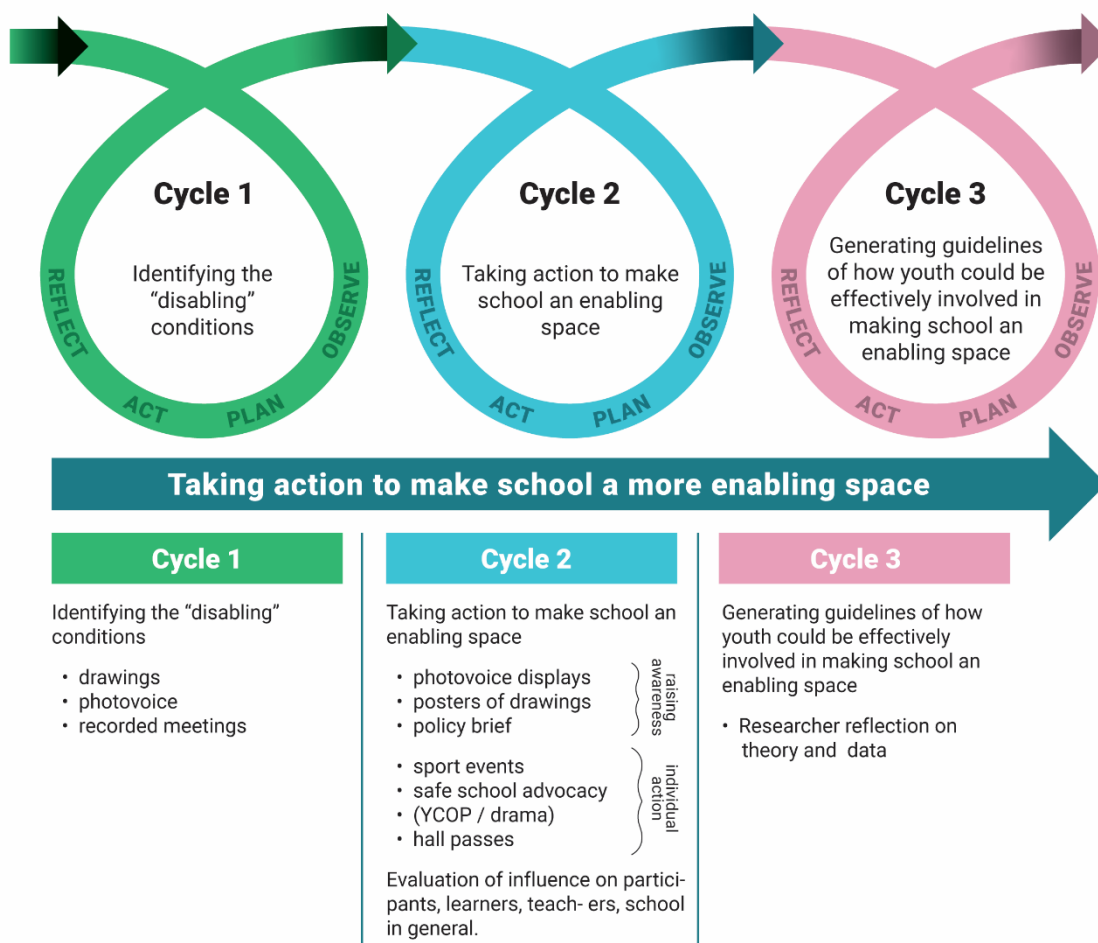 Cycle 1
Identifying the
“disabling”
conditions
REFLECT
ACT
PLAN
OBSERVE
Cycle 2
Taking action to make
school an enabling
space
REFLECT
ACT
PLAN
OBSERVE
Cycle 3
Generating guidelines
of how youth could be
effectively involved in
making school an
enabling space
REFLECT
ACT
PLAN
OBSERVE
Taking action to make school a more enabling space
Cycle 1
Identifying the “disabling”
conditions
• drawings
• photovoice
• recorded meetings
Cycle 2
Taking action to make school an
enabling space
• photovoice displays
• posters of drawings
• policy brief
raising
awareness
• sport events
• safe school advocacy
• (YCOP / drama)
• hall passes
individual
action
Evaluation of influence on partici-
pants, learners, teach- ers, school
in general.
Cycle 3
Generating guidelines of how
youth could be effectively
involved in making school an
enabling space
• Researcher reflection on
theory and data